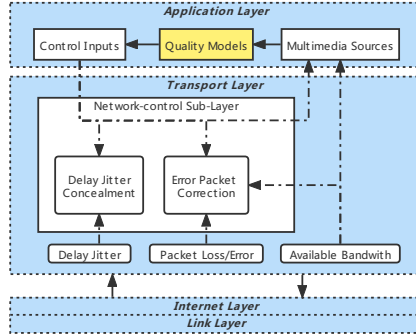 Application Layer
Control Inputs
Quality Models
Multimedia Sources
Transport Layer
Network-control Sub-Layer
Delay Jitter
Concealment
Error Packet
Correction
Delay Jitter
Packet Loss/Error
Available Bandwith
Internet Layer
Link Layer